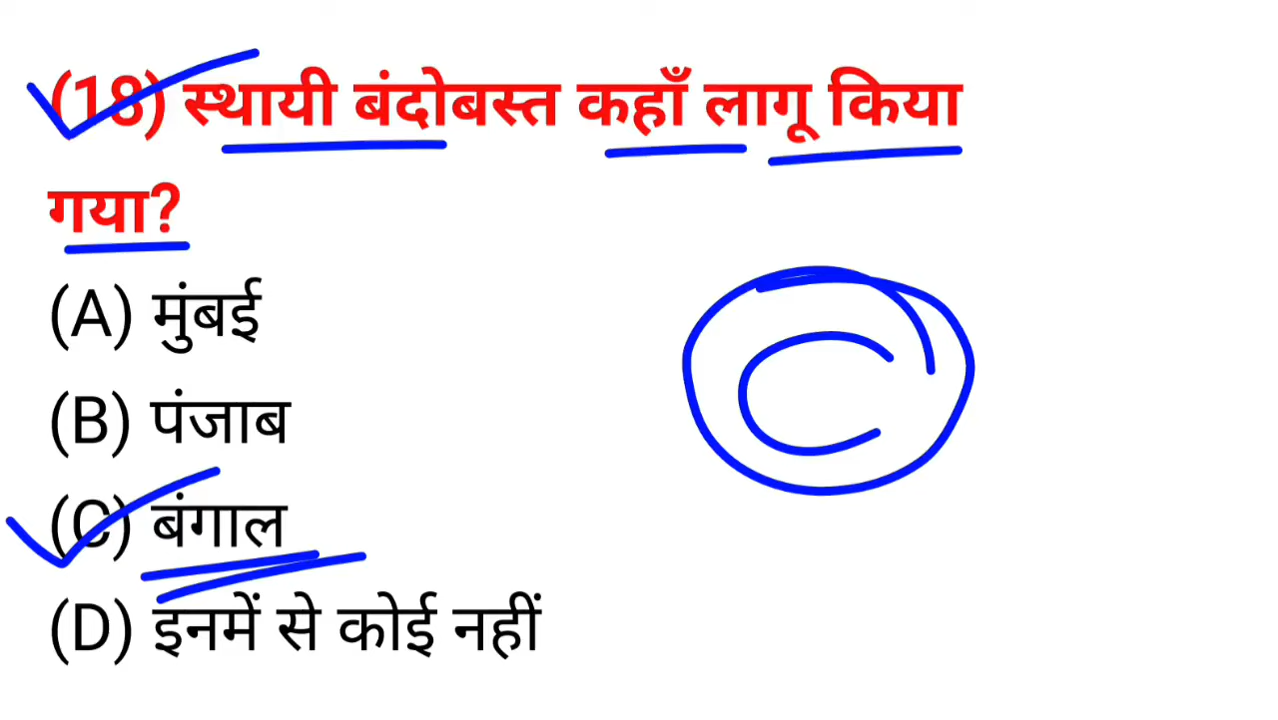 (18) स्थायी बंदोबस्त कहाँ लागू किया
गया?
(A) मुंबई
(B) पंजाब
(C) बंगाल
(D) इनमें से कोई नहीं
C